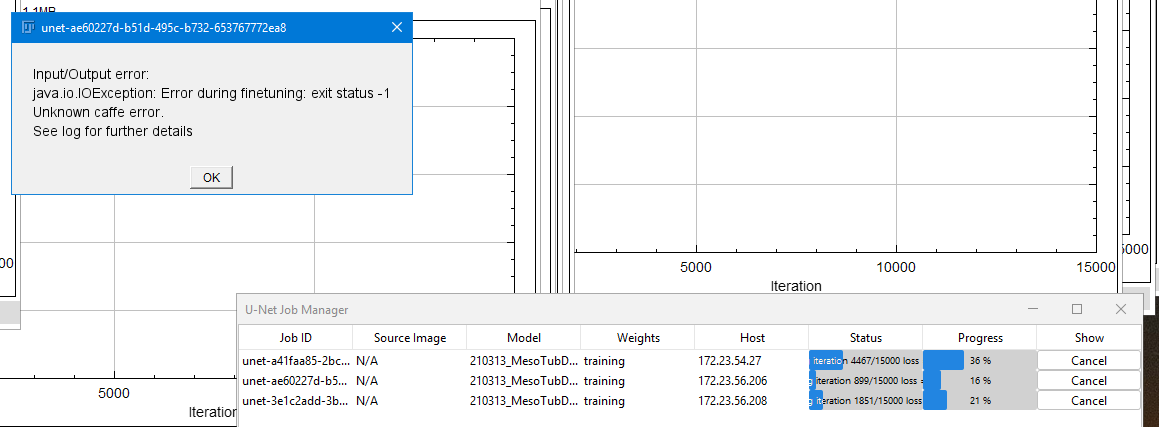 unet-ae60227d-b51d-495c-b732-653767772ea8
Input/Output error:
java.io.IOException: Error during finetuning: exit status -1
Unknown caffe error.
See log for further details
OK
5000 10000 15000
Iteration
5000
00
5000
Iteration
U-Net Job Manager
Job ID Source Image Model Weights Host Status Progress Show
unet-a41faa85-2bc... N/A 210313_MesoTubD... training 172.23.54.27 iteration 4467/15000 loss 36 % Cancel
unet-ae60227d-b5... N/A 210313_MesoTubD... training 172.23.56.206 iteration 899/15000 loss = 16 % Cancel
unet-3e1c2add-3b... N/A 210313_MesoTubD... training 172.23.56.208 iteration 1851/15000 loss 21 % Cancel